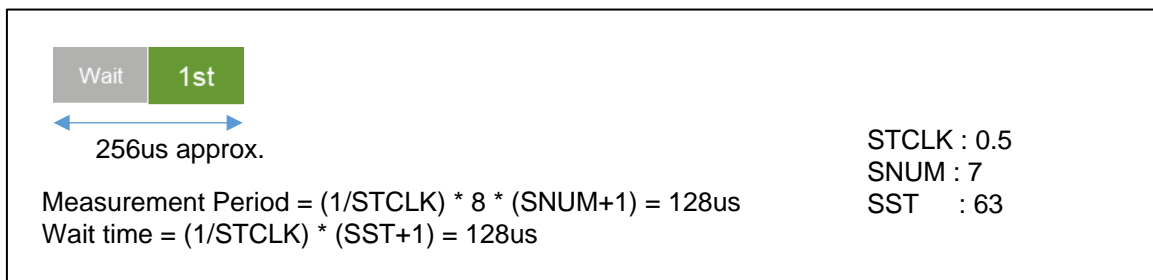 Wait 1st
256us approx.
STCLK : 0.5
SNUM : 7
SST : 63
Measurement Period = (1/STCLK) * 8 * (SNUM+1) = 128us
Wait time = (1/STCLK) * (SST+1) = 128us